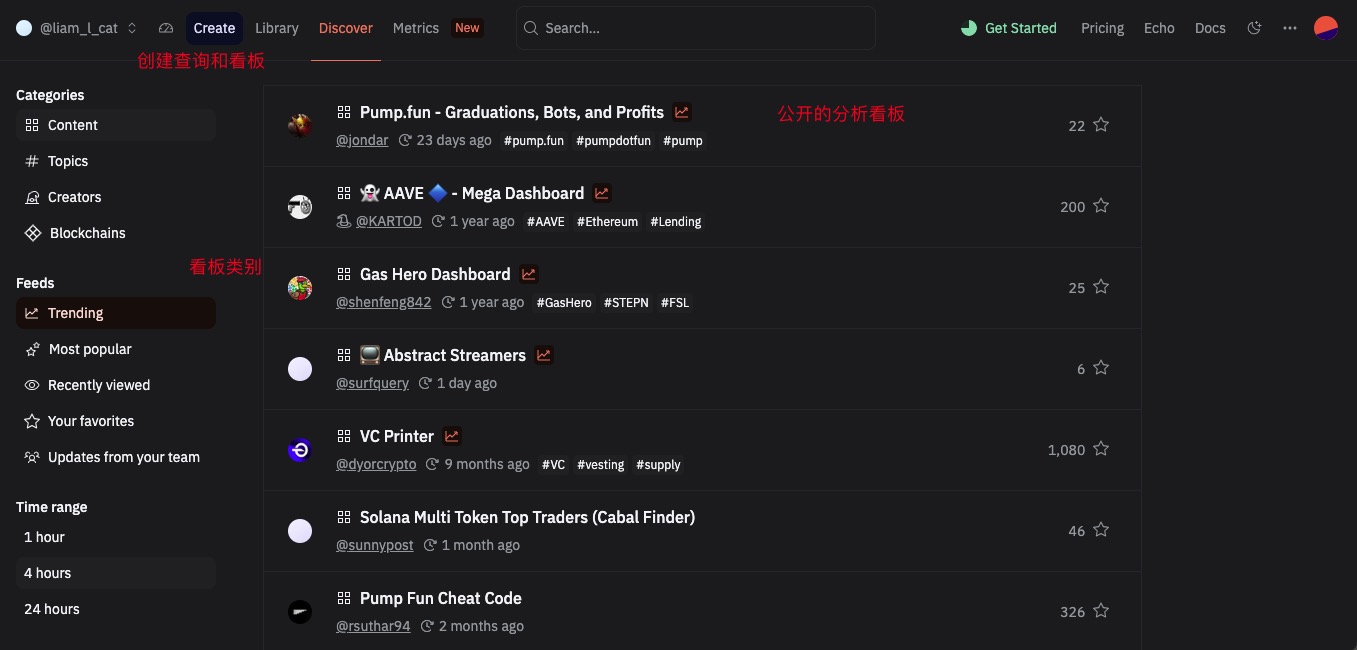 @liam_l_cat Create Library Discover Metrics New Search... Get Started Pricing Echo Docs
创建查询和看板
Categories
Content
Topics
Creators
Blockchains
看板类别
Feeds
Trending
Most popular
Recently viewed
Your favorites
Updates from your team
Time range
1 hour
4 hours
24 hours
Pump.fun - Graduations, Bots, and Profits
公开的分析看板
@jondar 23 days ago #pump.fun #pumpdotfun #pump
22
👻 AAVE 🔷 - Mega Dashboard
@KARTOD 1 year ago #AAVE #Ethereum #Lending
200
Gas Hero Dashboard
@shenfeng842 1 year ago #GasHero #STEPN #FSL
25
📺 Abstract Streamers
@surfquery 1 day ago
6
VC Printer
@dyorcrypto 9 months ago #VC #vesting #supply
1,080
Solana Multi Token Top Traders (Cabal Finder)
@sunnypost 1 month ago
46
Pump Fun Cheat Code
@rsuthar94 2 months ago
326